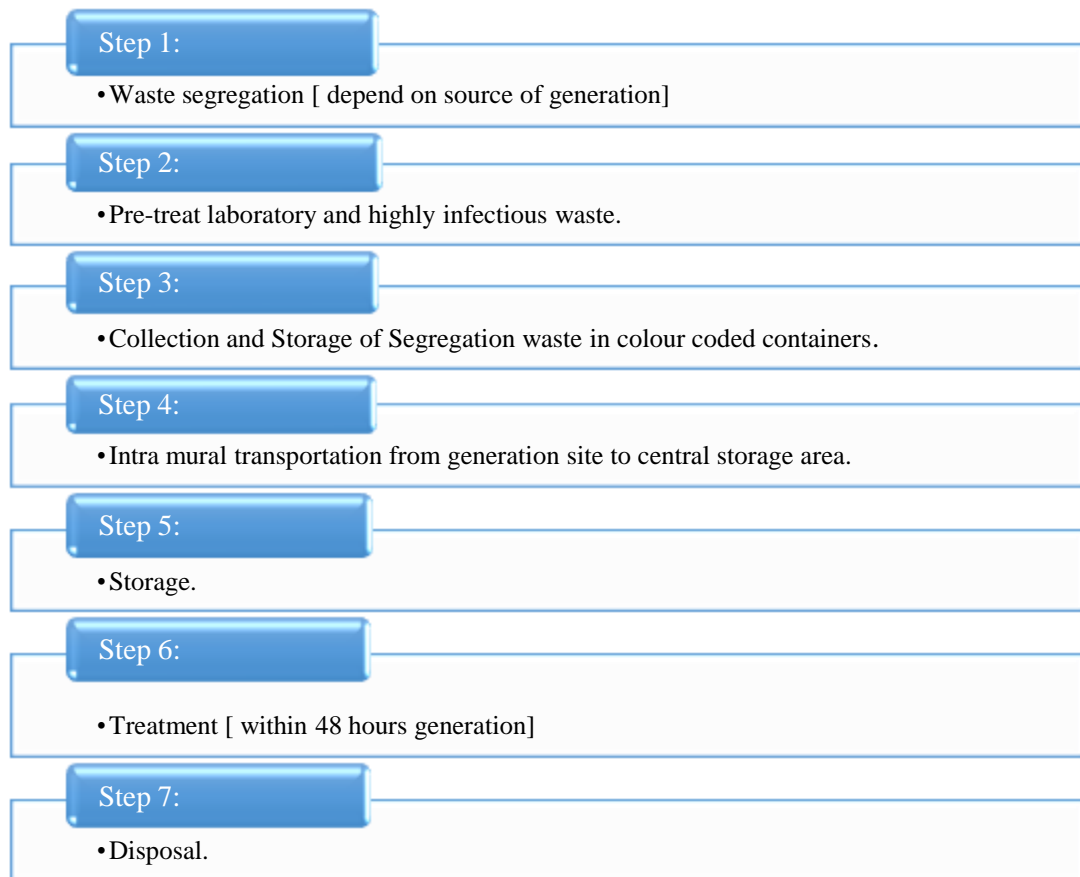 Step 1:
•Waste segregation [ depend on source of generation]
Step 2:
•Pre-treat laboratory and highly infectious waste.
Step 3:
•Collection and Storage of Segregation waste in colour coded containers.
Step 4:
•Intra mural transportation from generation site to central storage area.
Step 5:
•Storage.
Step 6:
•Treatment [ within 48 hours generation]
Step 7:
•Disposal.